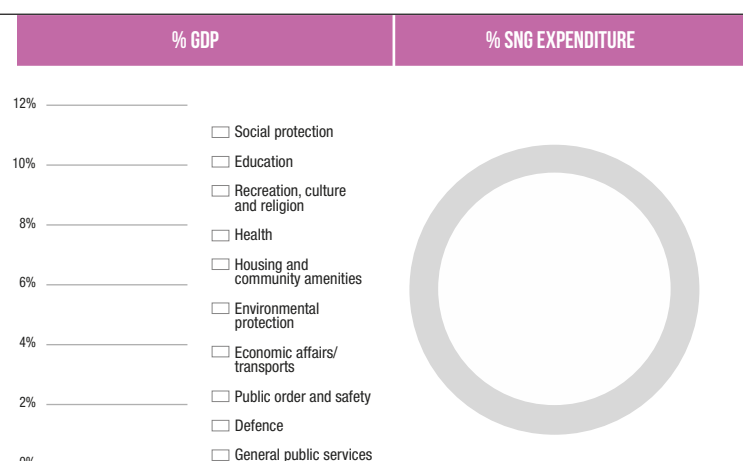 % GDP
% SNG EXPENDITURE
12%
10%
8%
6%
4%
2%
0%
Social protection
Education
Recreation, culture
and religion
Health
Housing and
community amenities
Environmental
protection
Economic affairs/
transports
Public order and safety
Defence
General public services